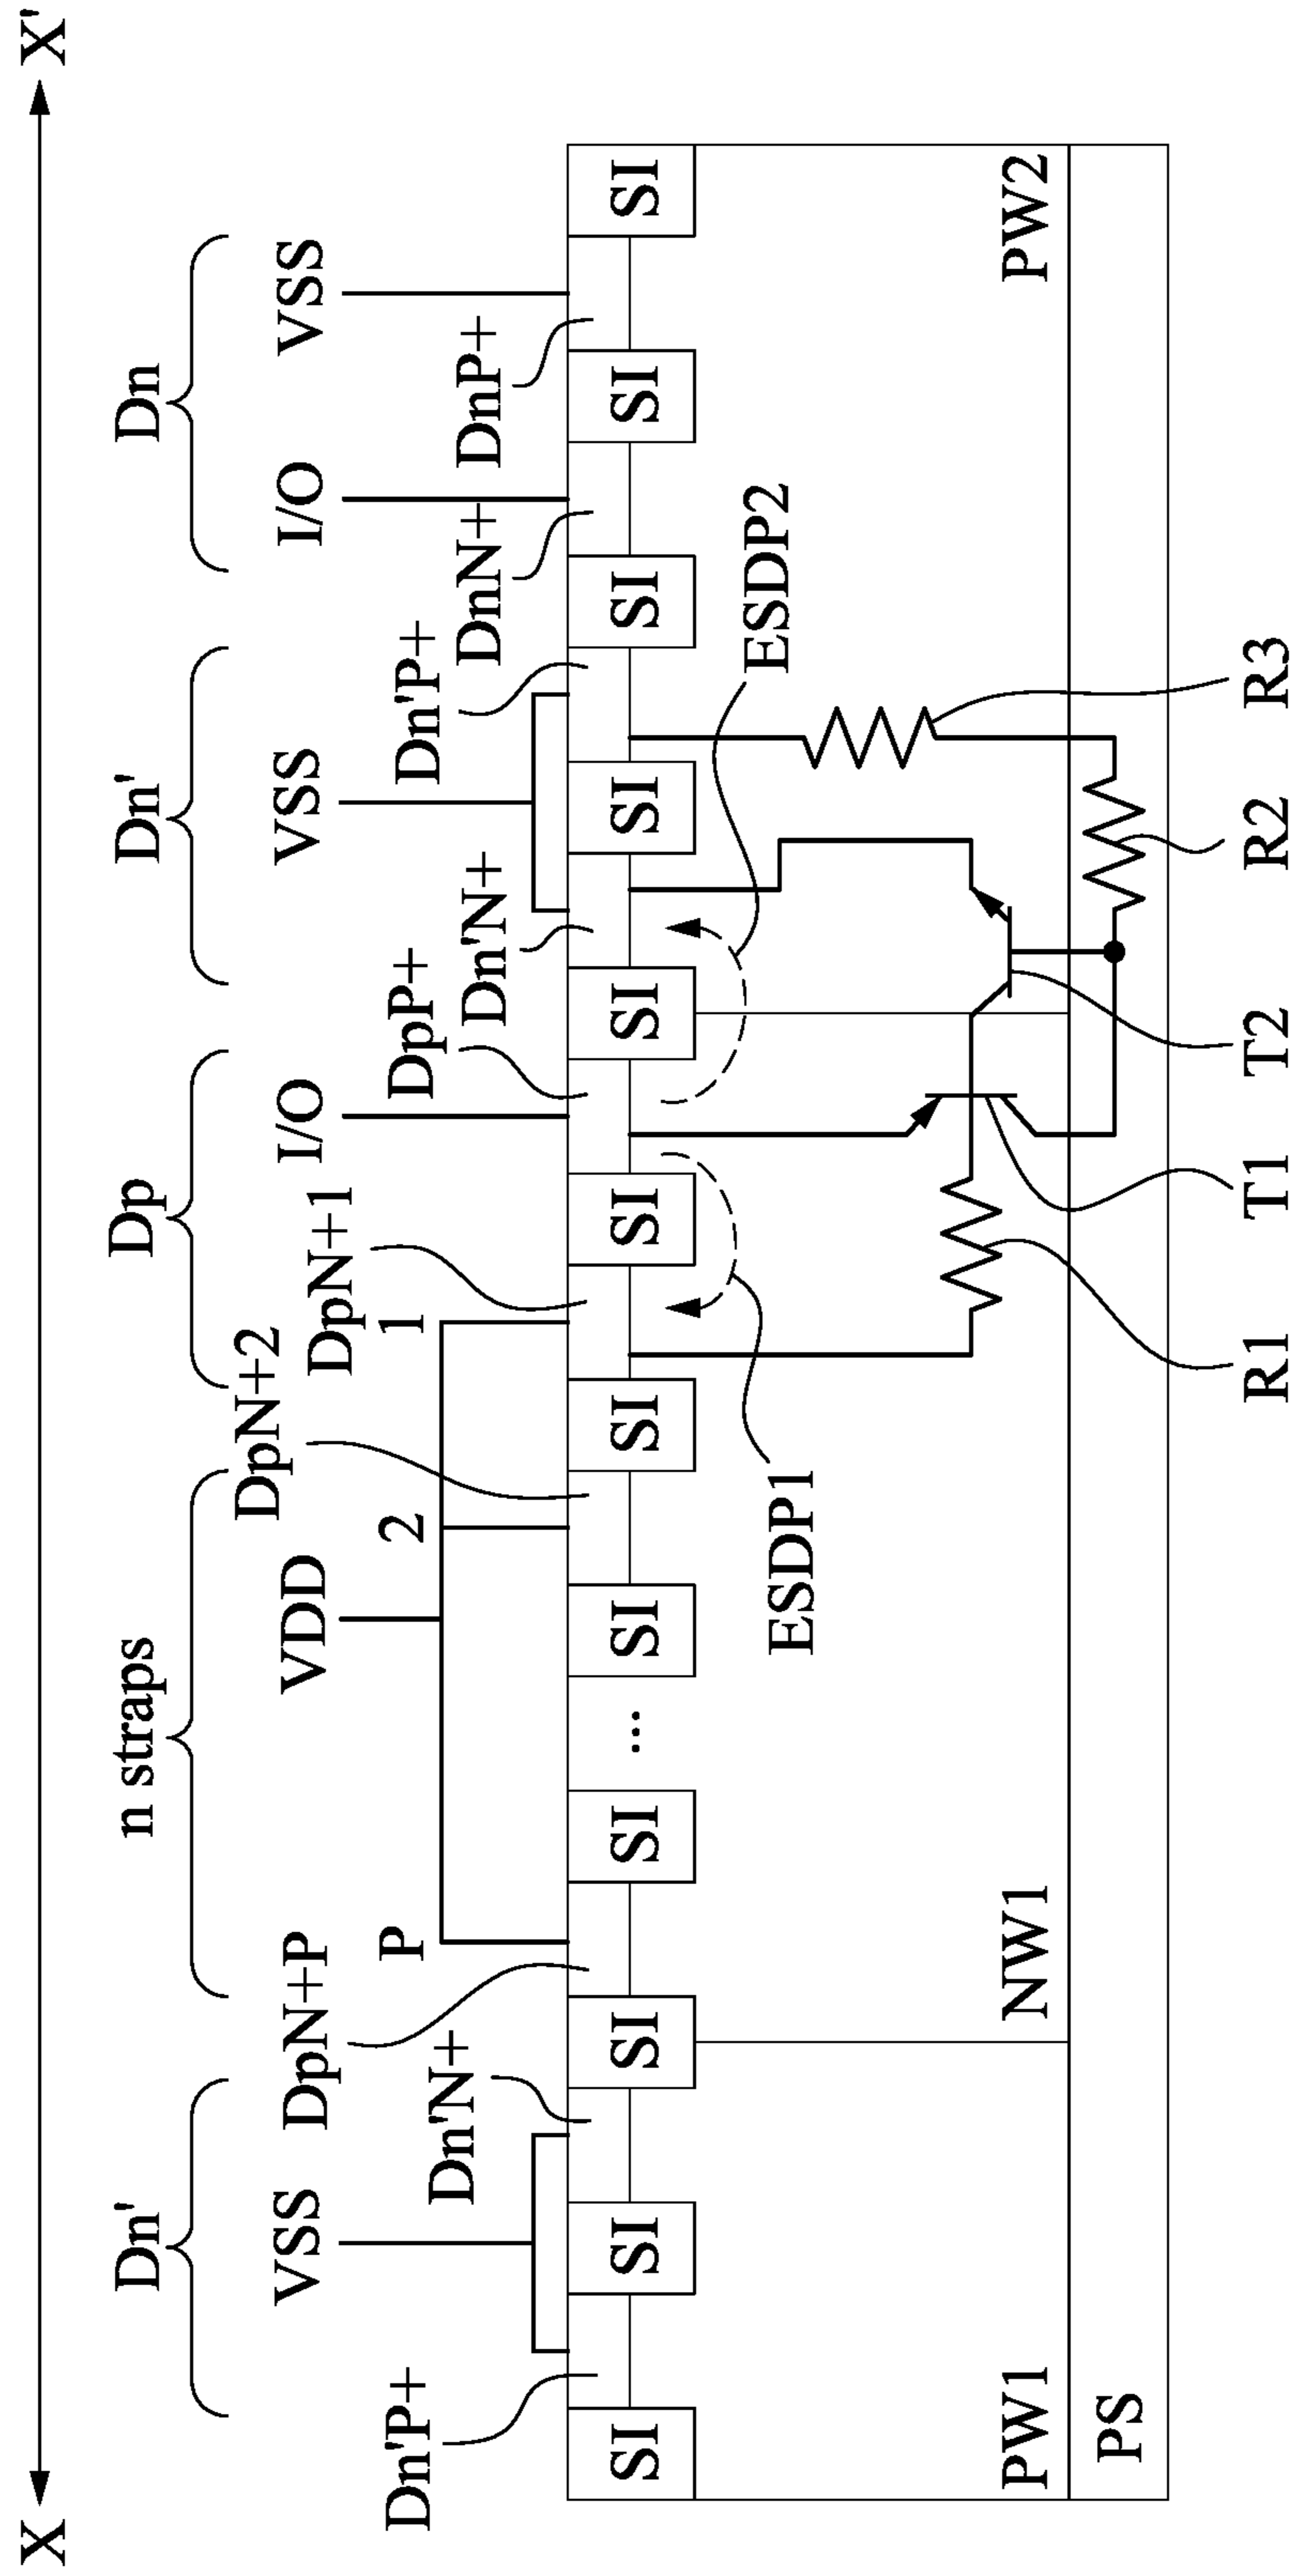 X X'
Dn' n straps Dp Dn' Dn
VSS VDD I/O VSS I/O VSS
DpN+P DpN+2 DpN+1
P 2 1
Dn'P+ Dn'N+ DpP+ Dn'N+ Dn'P+ DnN+ DnP+
SI SI SI SI ... SI SI SI SI SI SI SI SI
ESDP1 ESDP2
PW1 NW1 PW2
PS
R1 T1 T2 R2 R3